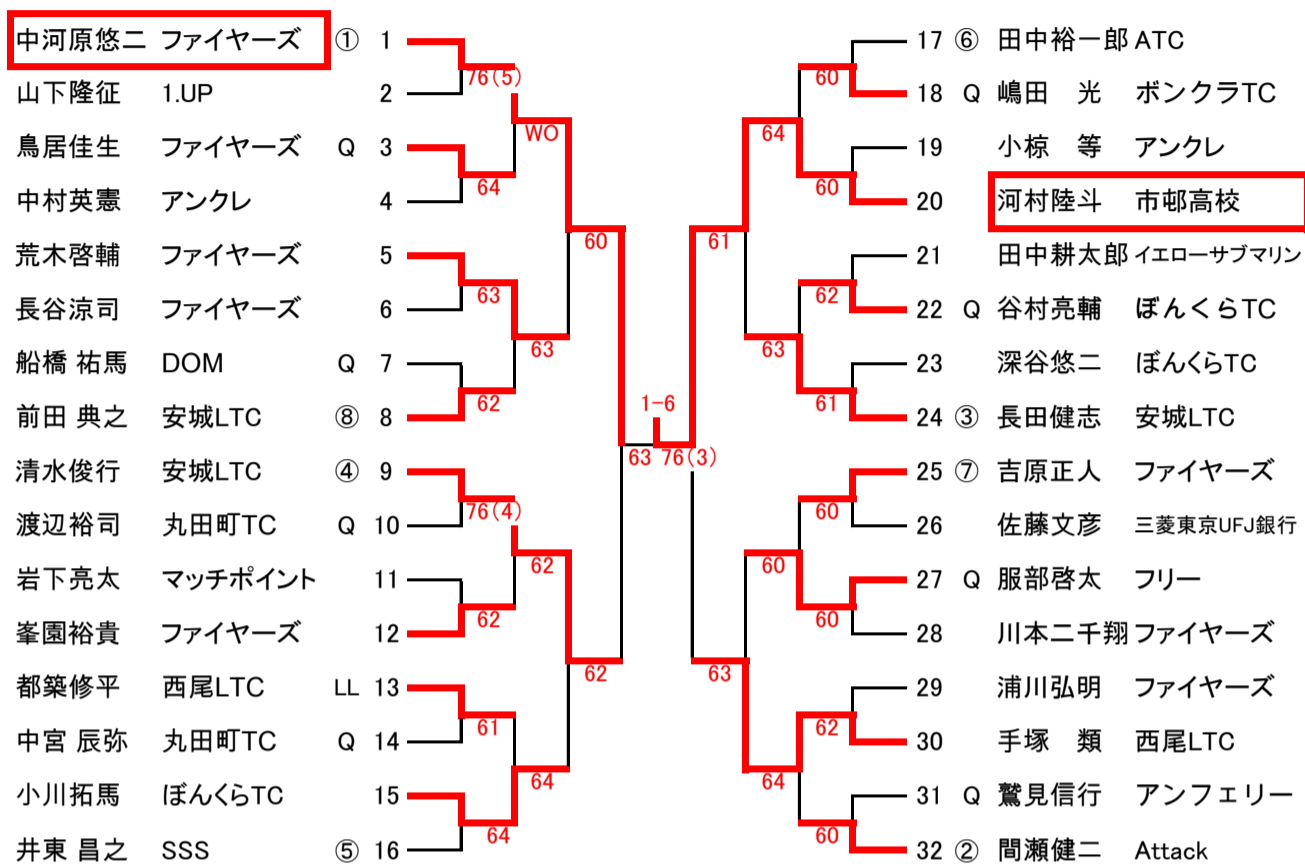 中河原悠二 ファイヤーズ ① 1
山下隆征 1.UP 2
鳥居佳生 ファイヤーズ Q 3
中村英憲 アンクレ 4
荒木啓輔 ファイヤーズ 5
長谷涼司 ファイヤーズ 6
船橋 祐馬 DOM Q 7
前田 典之 安城LTC ⑧ 8
清水俊行 安城LTC ④ 9
渡辺裕司 丸田町TC Q 10
岩下亮太 マッチポイント 11
峯園裕貴 ファイヤーズ 12
都築修平 西尾LTC LL 13
中宮 辰弥 丸田町TC Q 14
小川拓馬 ぼんくらTC 15
井東 昌之 SSS ⑤ 16
76(5)
64
63
62
76(4)
62
61
64
WO
63
62
64
60
62
63
1-6
76(3)
61
63
64
63
60
64
60
60
62
61
60
60
62
60
17 ⑥ 田中裕一郎 ATC
18 Q 嶋田 光 ボンクラTC
19 小椋 等 アンクレ
20 河村陸斗 市邨高校
21 田中耕太郎 イエローサブマリン
22 Q 谷村亮輔 ぼんくらTC
23 深谷悠二 ぼんくらTC
24 ③ 長田健志 安城LTC
25 ⑦ 吉原正人 ファイヤーズ
26 佐藤文彦 三菱東京UFJ銀行
27 Q 服部啓太 フリー
28 川本二千翔 ファイヤーズ
29 浦川弘明 ファイヤーズ
30 手塚 類 西尾LTC
31 Q 鷲見信行 アンフェリー
32 ② 間瀬健二 Attack